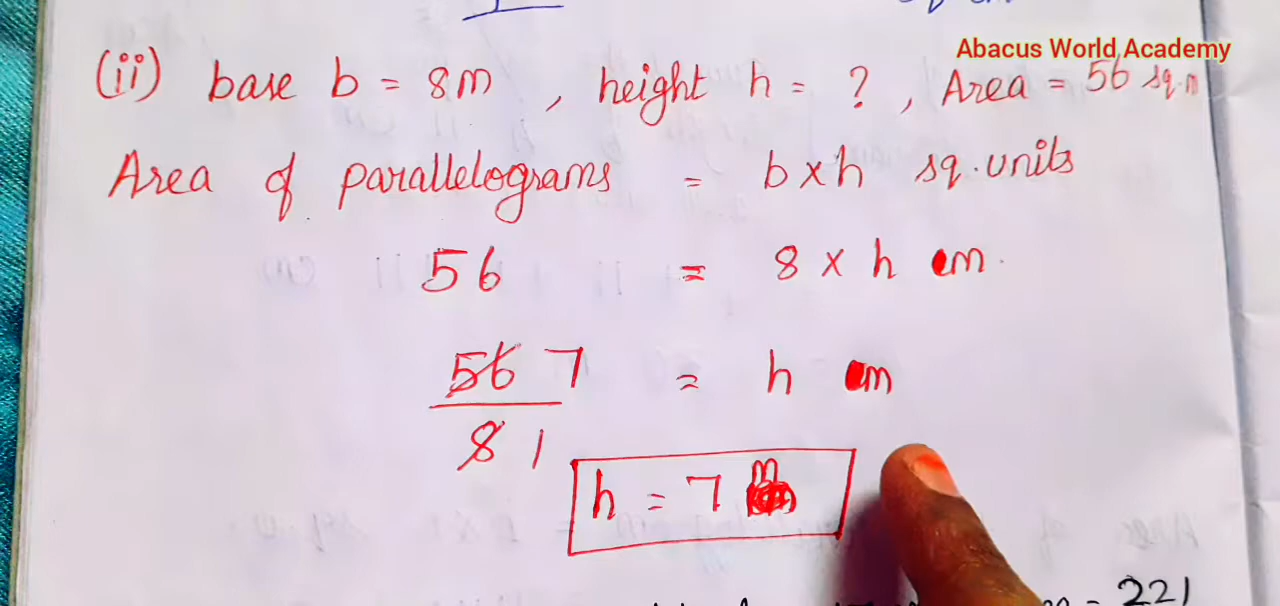 Abacus World Academy
(ii) base b = 8m , height h = ? , Area = 56 sq.m
Area of parallelograms = b x h sq.units
56 = 8 x h m.
56 7 = h m
8 1
h = 7 m
221